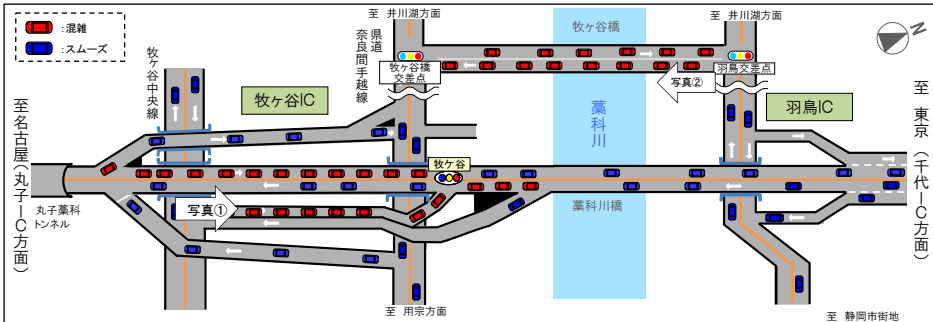 :混雑
:スムーズ
至 井川湖方面
至 井川湖方面
牧ヶ谷橋
N
県道
奈良間手越線
牧ヶ谷橋
交差点
羽鳥交差点
写真②
牧ヶ谷
中央線
牧ヶ谷IC
羽鳥IC
藁科川
至 名古屋(丸子IC方面)
至 東京(千代IC方面)
牧ケ谷
写真①
藁科川橋
丸子藁科
トンネル
至 用宗方面
至 静岡市街地